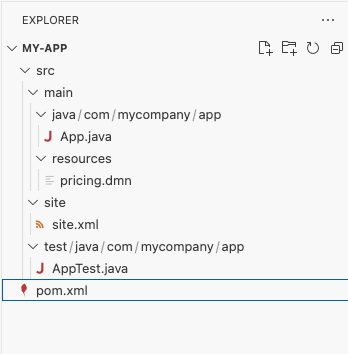 EXPLORER
MY-APP
src
main
java/com/mycompany/app
App.java
resources
pricing.dmn
site
site.xml
test/java/com/mycompany/app
AppTest.java
pom.xml